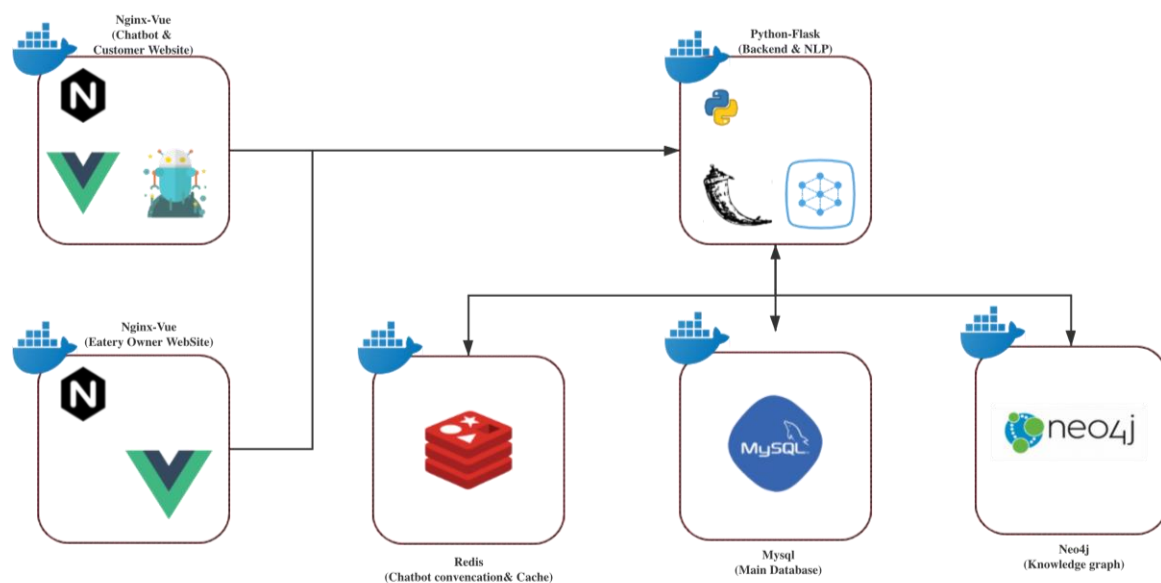 Nginx-Vue
(Chatbot &
Customer Website)
N
Python-Flask
(Backend & NLP)
Nginx-Vue
(Eatery Owner WebSite)
N
MySQL
neo4j
Redis
(Chatbot convencation& Cache)
Mysql
(Main Database)
Neo4j
(Knowledge graph)